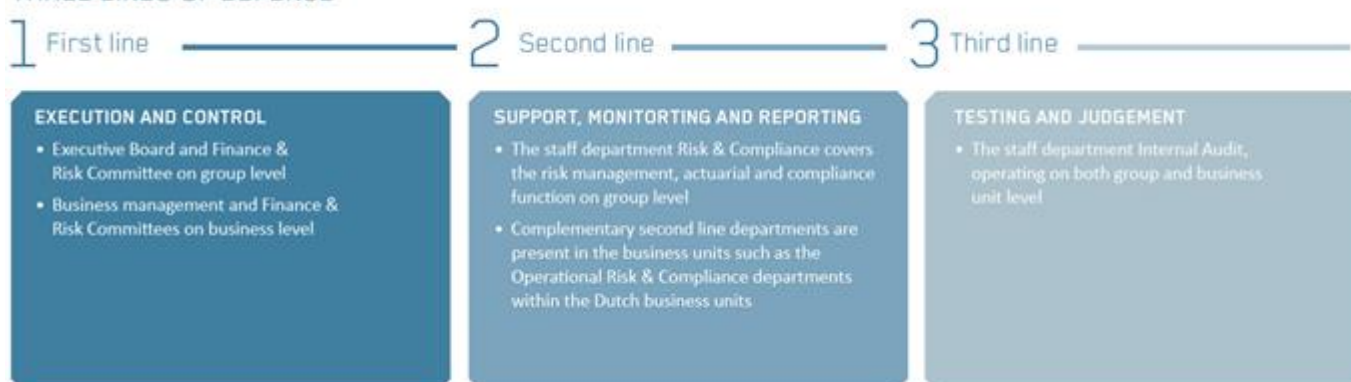 1 First line
2 Second line
3 Third line
EXECUTION AND CONTROL
• Executive Board and Finance &
Risk Committee on group level
• Business management and Finance &
Risk Committees on business level
SUPPORT, MONITORTING AND REPORTING
• The staff department Risk & Compliance covers
the risk management, actuarial and compliance
function on group level
• Complementary second line departments are
present in the business units such as the
Operational Risk & Compliance departments
within the Dutch business units
TESTING AND JUDGEMENT
• The staff department Internal Audit,
operating on both group and business
unit level